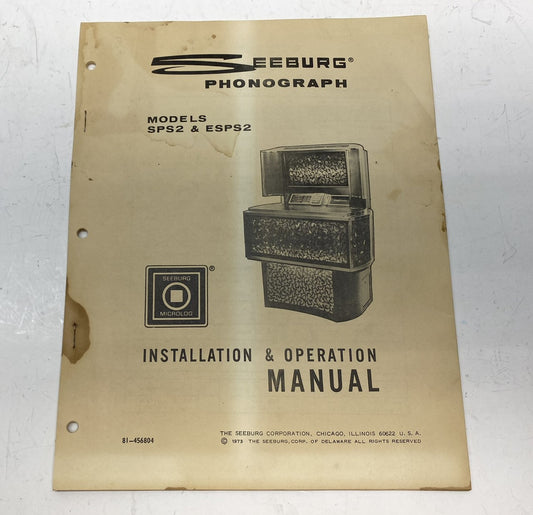 SEEBURG®
PHONOGRAPH
MODELS
SPS2 & ESPS2
SEEBURG ®
MICROLOG
INSTALLATION & OPERATION
MANUAL
81-456804
THE SEEBURG CORPORATION, CHICAGO, ILLINOIS 60622 U.S.A.
© 1973 THE SEEBURG CORP. OF DELAWARE ALL RIGHTS RESERVED